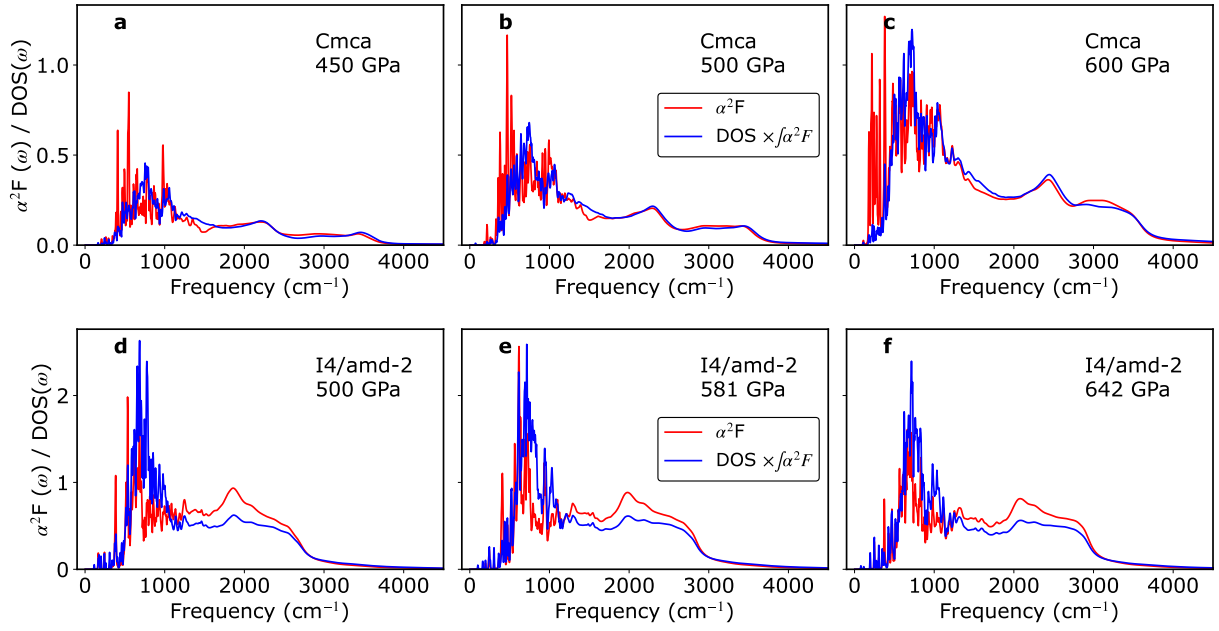 a
Cmca
450 GPa
b
Cmca
500 GPa
α²F
DOS ×∫α²F
c
Cmca
600 GPa
α²F (ω) / DOS(ω)
1.0
0.5
0.0
0 1000 2000 3000 4000
Frequency (cm⁻¹)
0 1000 2000 3000 4000
Frequency (cm⁻¹)
0 1000 2000 3000 4000
Frequency (cm⁻¹)
d
I4/amd-2
500 GPa
e
I4/amd-2
581 GPa
α²F
DOS ×∫α²F
f
I4/amd-2
642 GPa
α²F (ω) / DOS(ω)
2
1
0
0 1000 2000 3000 4000
Frequency (cm⁻¹)
0 1000 2000 3000 4000
Frequency (cm⁻¹)
0 1000 2000 3000 4000
Frequency (cm⁻¹)